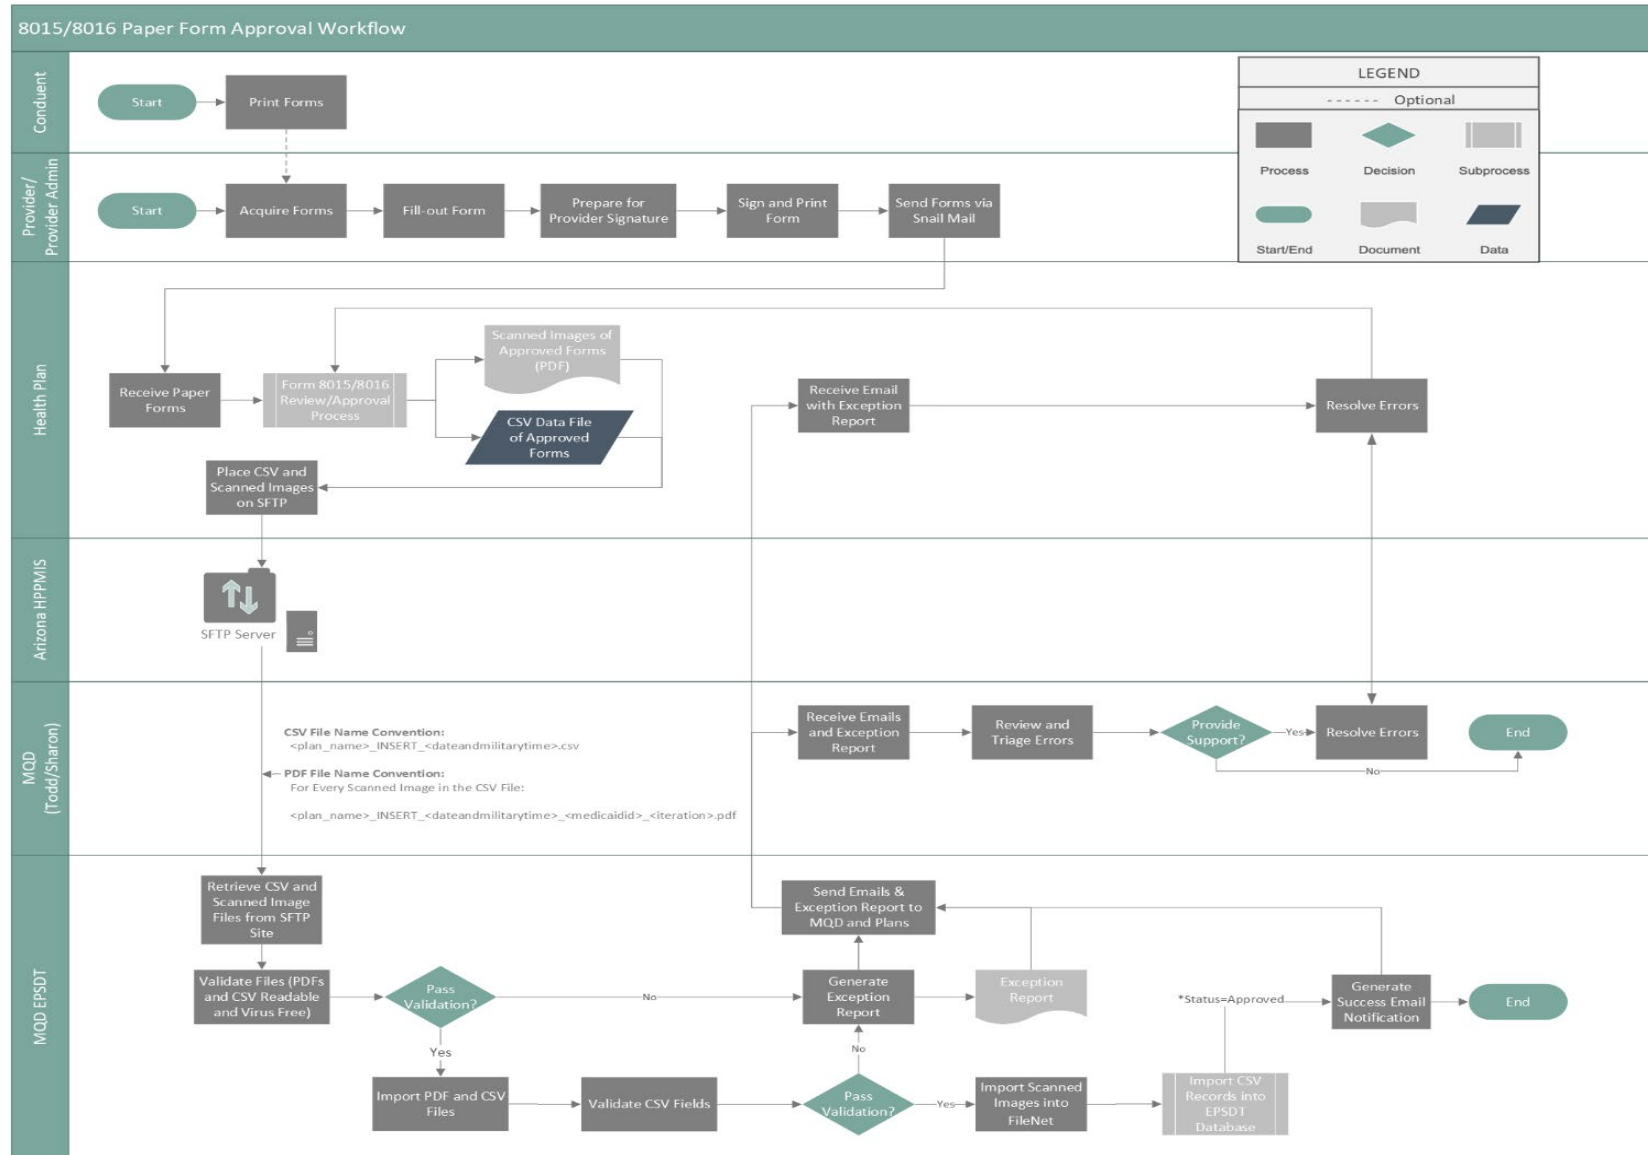 8015/8016 Paper Form Approval Workflow
Conduent
Start
Print Forms
LEGEND
Optional
Process
Decision
Subprocess
Start/End
Document
Data
Provider/
Provider Admin
Start
Acquire Forms
Fill-out Form
Prepare for
Provider Signature
Sign and Print
Form
Send Forms via
Snail Mail
Health Plan
Receive Paper
Forms
Form 8015/8016
Review/Approval
Process
Scanned Images of
Approved Forms
(PDF)
CSV Data File
of Approved
Forms
Place CSV and
Scanned Images
on SFTP
Receive Email
with Exception
Report
Resolve Errors
Arizona HPPMIS
SFTP Server
MQD
(Todd/Sharon)
CSV File Name Convention:
<plan_name>_INSERT_<dateandmilitarytime>.csv
PDF File Name Convention:
For Every Scanned Image in the CSV File:
<plan_name>_INSERT_<dateandmilitarytime>_<medicaidid>_<iteration>.pdf
Receive Emails
and Exception
Report
Review and
Triage Errors
Provide
Support?
Yes
Resolve Errors
No
End
MQD EPSDT
Retrieve CSV and
Scanned Image
Files from SFTP
Site
Validate Files (PDFs
and CSV Readable
and Virus Free)
Pass
Validation?
No
Yes
Import PDF and CSV
Files
Validate CSV Fields
Pass
Validation?
No
Yes
Send Emails &
Exception Report to
MQD and Plans
Generate
Exception
Report
Exception
Report
Import Scanned
Images into
FileNet
Import CSV
Records into
EPSDT
Database
*Status=Approved
Generate
Success Email
Notification
End